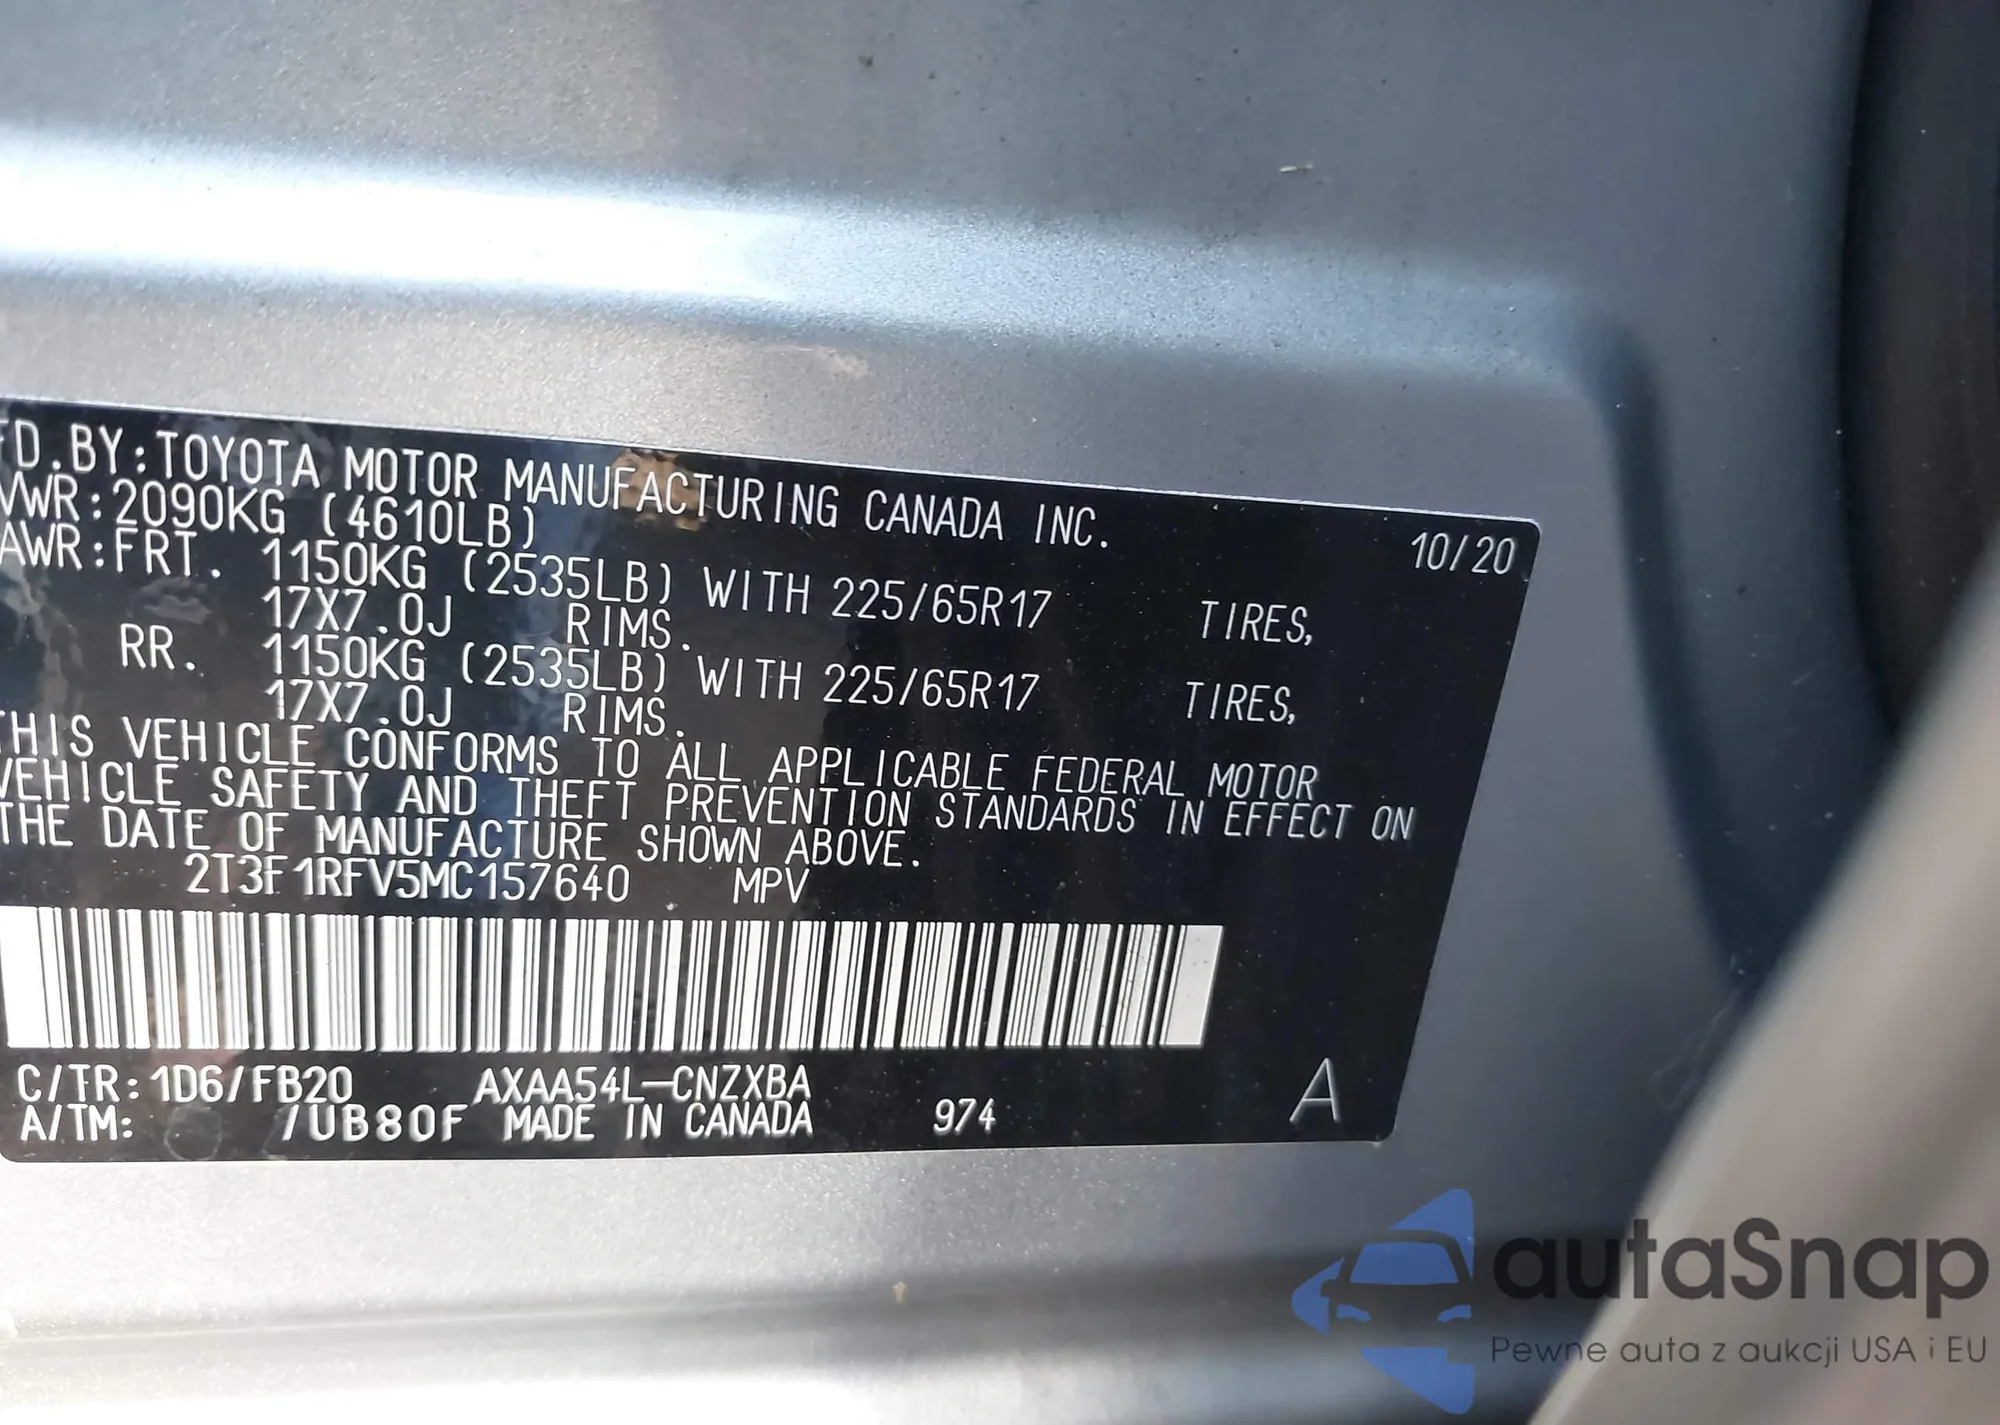 FD.BY:TOYOTA MOTOR MANUFACTURING CANADA INC. 10/20
VWR:2090KG (4610LB)
AWR:FRT. 1150KG (2535LB) WITH 225/65R17 TIRES,
17X7.0J RIMS.
RR. 1150KG (2535LB) WITH 225/65R17 TIRES,
17X7.0J RIMS.
THIS VEHICLE CONFORMS TO ALL APPLICABLE FEDERAL MOTOR
VEHICLE SAFETY AND THEFT PREVENTION STANDARDS IN EFFECT ON
THE DATE OF MANUFACTURE SHOWN ABOVE.
2T3F1RFV5MC157640 MPV
C/TR:1D6/FB20 AXAA54L-CNZXBA
A/TM: /UB80F MADE IN CANADA 974 A
autaSnap
Pewne auta z aukcji USA i EU